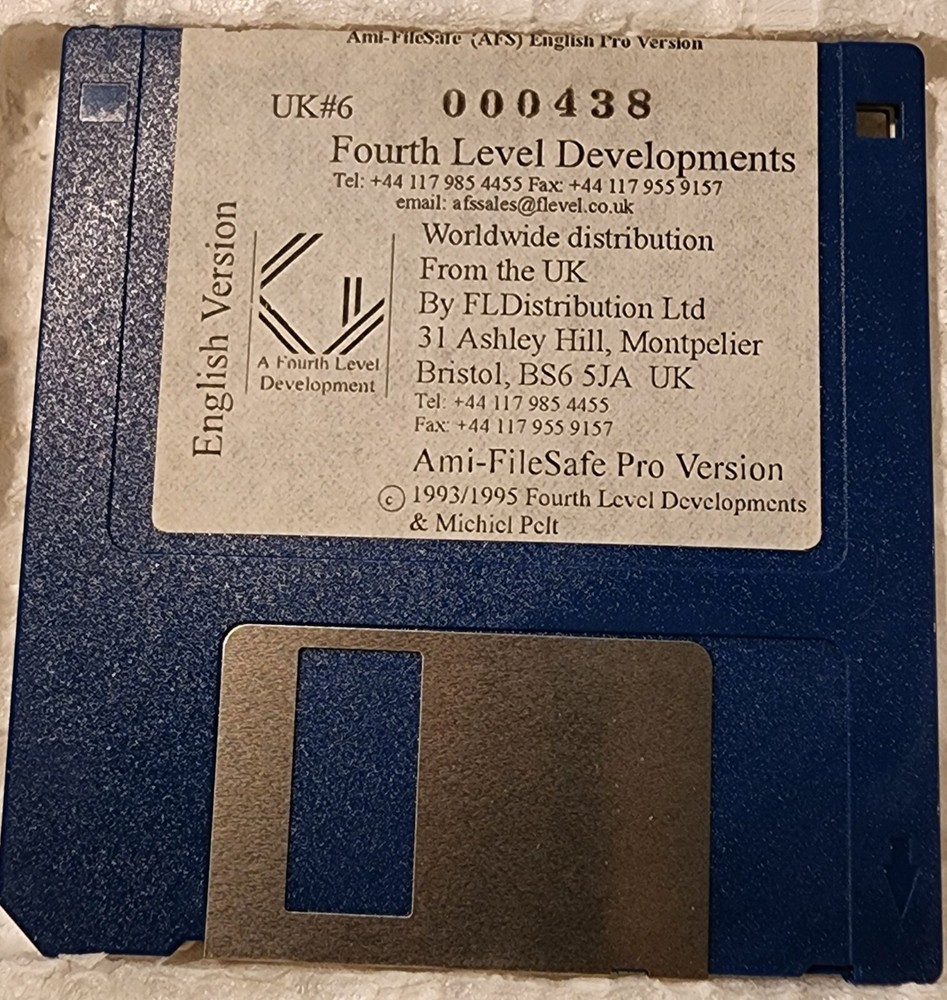 Ami-FileSafe (AFS) English Pro Version
UK#6 000438
Fourth Level Developments
Tel: +44 117 985 4455 Fax: +44 117 955 9157
email: afssales@flevel.co.uk
English Version
A Fourth Level
Development
Worldwide distribution
From the UK
By FLDistribution Ltd
31 Ashley Hill, Montpelier
Bristol, BS6 5JA UK
Tel: +44 117 985 4455
Fax: +44 117 955 9157
Ami-FileSafe Pro Version
© 1993/1995 Fourth Level Developments
& Michiel Pelt